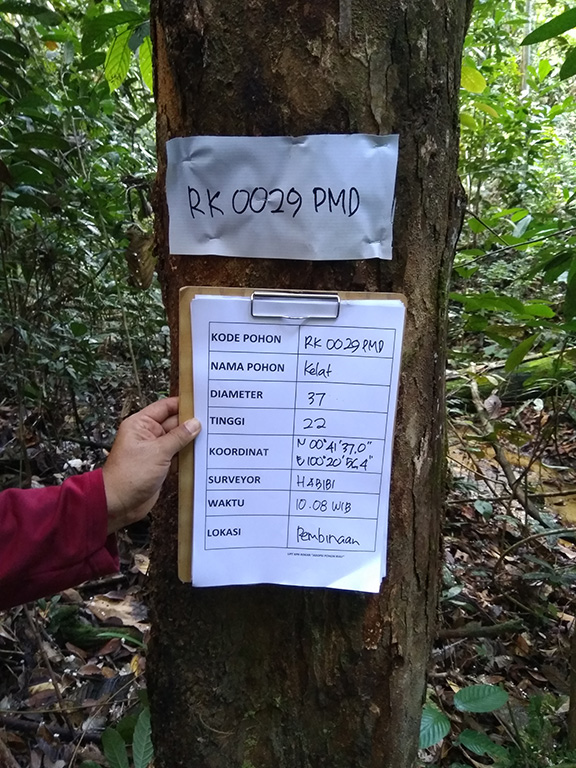 RK 0029 PMD
KODE POHON RK 0029 PMD
NAMA POHON Kelat
DIAMETER 37
TINGGI 22
KOORDINAT N 00°41'37.0"
E 100°20'56.4"
SURVEYOR HABIBI
WAKTU 10.08 WIB
LOKASI Pembinaan